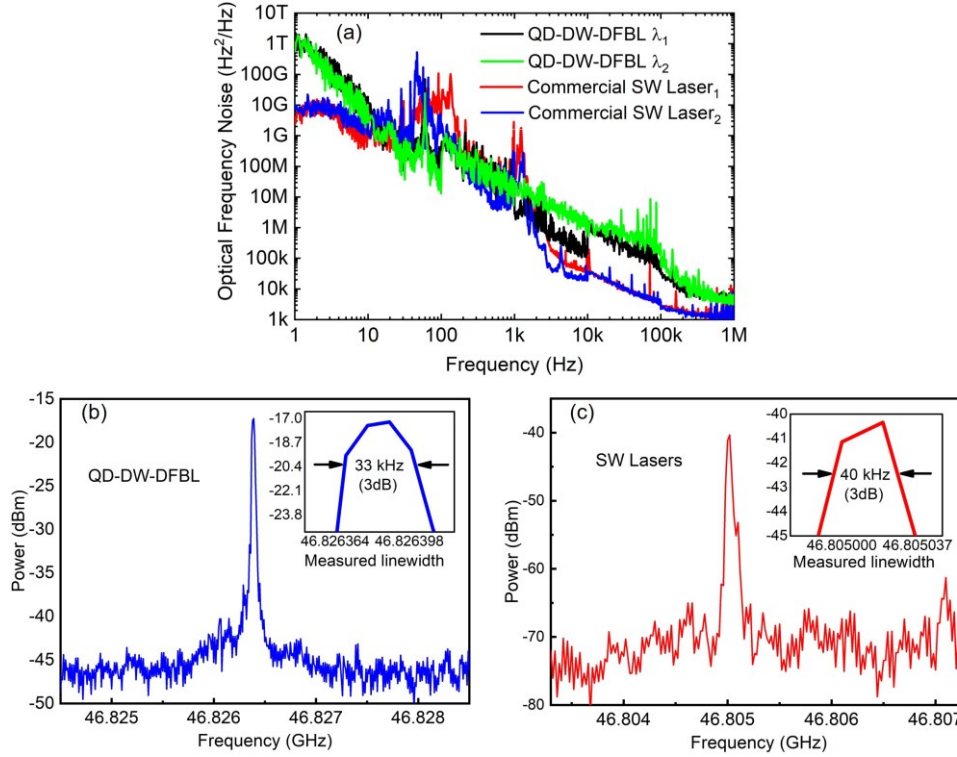 10T
1T
100G
10G
1G
100M
10M
1M
100k
10k
1k
Optical Frequency Noise (Hz²/Hz)
(a)
QD-DW-DFBL λ₁
QD-DW-DFBL λ₂
Commercial SW Laser₁
Commercial SW Laser₂
1 10 100 1k 10k 100k 1M
Frequency (Hz)
(b)
QD-DW-DFBL
-15
-20
-25
-30
-35
-40
-45
-50
Power (dBm)
-17.0
-18.7
-20.4
-22.1
-23.8
33 kHz
(3dB)
46.826364 46.826398
Measured linewidth
46.825 46.826 46.827 46.828
Frequency (GHz)
(c)
SW Lasers
-40
-50
-60
-70
-80
Power (dBm)
-40
-41
-42
-43
-44
-45
40 kHz
(3dB)
46.805000 46.805037
Measured linewidth
46.804 46.805 46.806 46.807
Frequency (GHz)